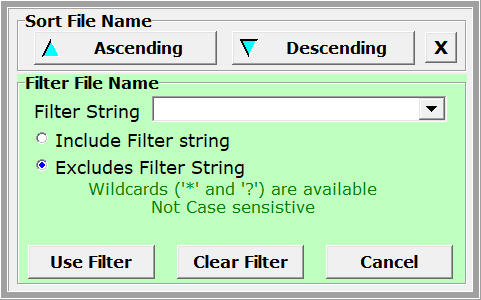 Sort File Name
Ascending Descending X
Filter File Name
Filter String
Include Filter string
Excludes Filter String
Wildcards ('*' and '?') are available
Not Case sensistive
Use Filter Clear Filter Cancel